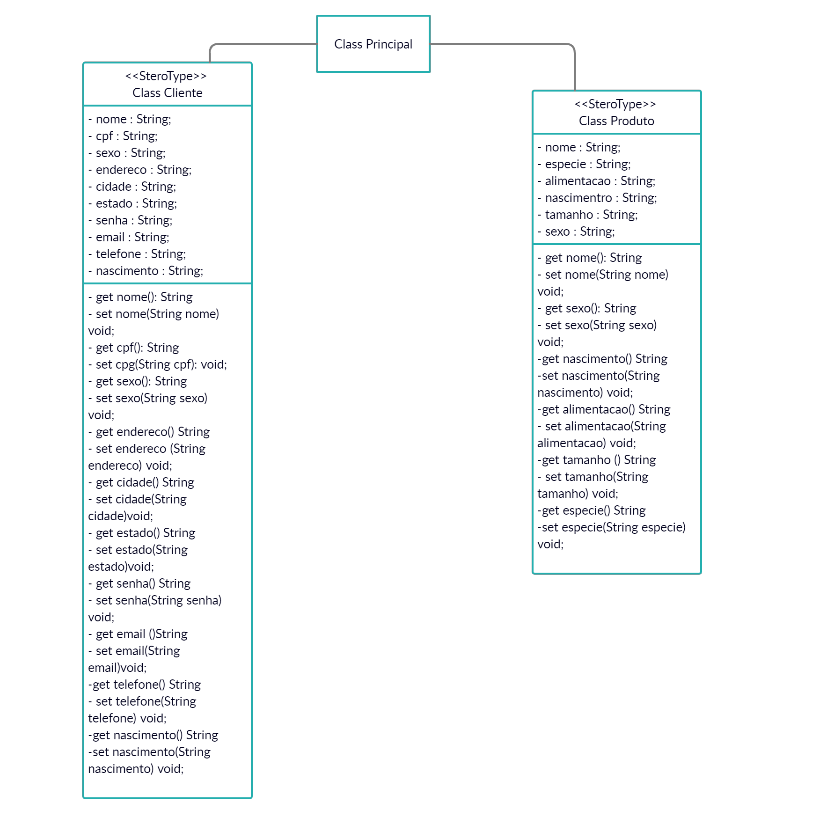 Class Principal
<<SteroType>>
Class Cliente
- nome : String;
- cpf : String;
- sexo : String;
- endereco : String;
- cidade : String;
- estado : String;
- senha : String;
- email : String;
- telefone : String;
- nascimento : String;
- get nome(): String
- set nome(String nome)
void;
- get cpf(): String
- set cpg(String cpf): void;
- get sexo(): String
- set sexo(String sexo)
void;
- get endereco() String
- set endereco (String
endereco) void;
- get cidade() String
- set cidade(String
cidade)void;
- get estado() String
- set estado(String
estado)void;
- get senha() String
- set senha(String senha)
void;
- get email ()String
- set email(String
email)void;
-get telefone() String
- set telefone(String
telefone) void;
-get nascimento() String
-set nascimento(String
nascimento) void;
<<SteroType>>
Class Produto
- nome : String;
- especie : String;
- alimentacao : String;
- nascimentro : String;
- tamanho : String;
- sexo : String;
- get nome(): String
- set nome(String nome)
void;
- get sexo(): String
- set sexo(String sexo)
void;
-get nascimento() String
-set nascimento(String
nascimento) void;
-get alimentacao() String
- set alimentacao(String
alimentacao) void;
-get tamanho () String
- set tamanho(String
tamanho) void;
-get especie() String
-set especie(String especie)
void;